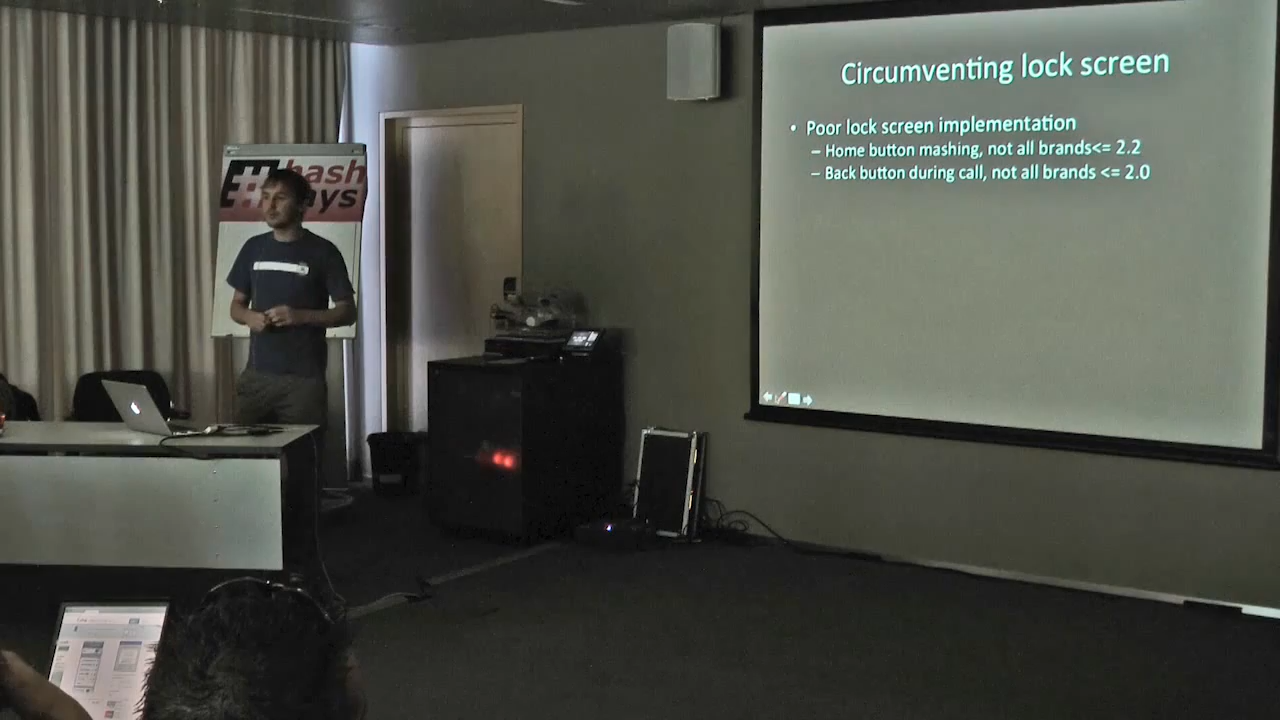 Circumventing lock screen
• Poor lock screen implementation
– Home button mashing, not all brands<= 2.2
– Back button during call, not all brands <= 2.0
hash
days